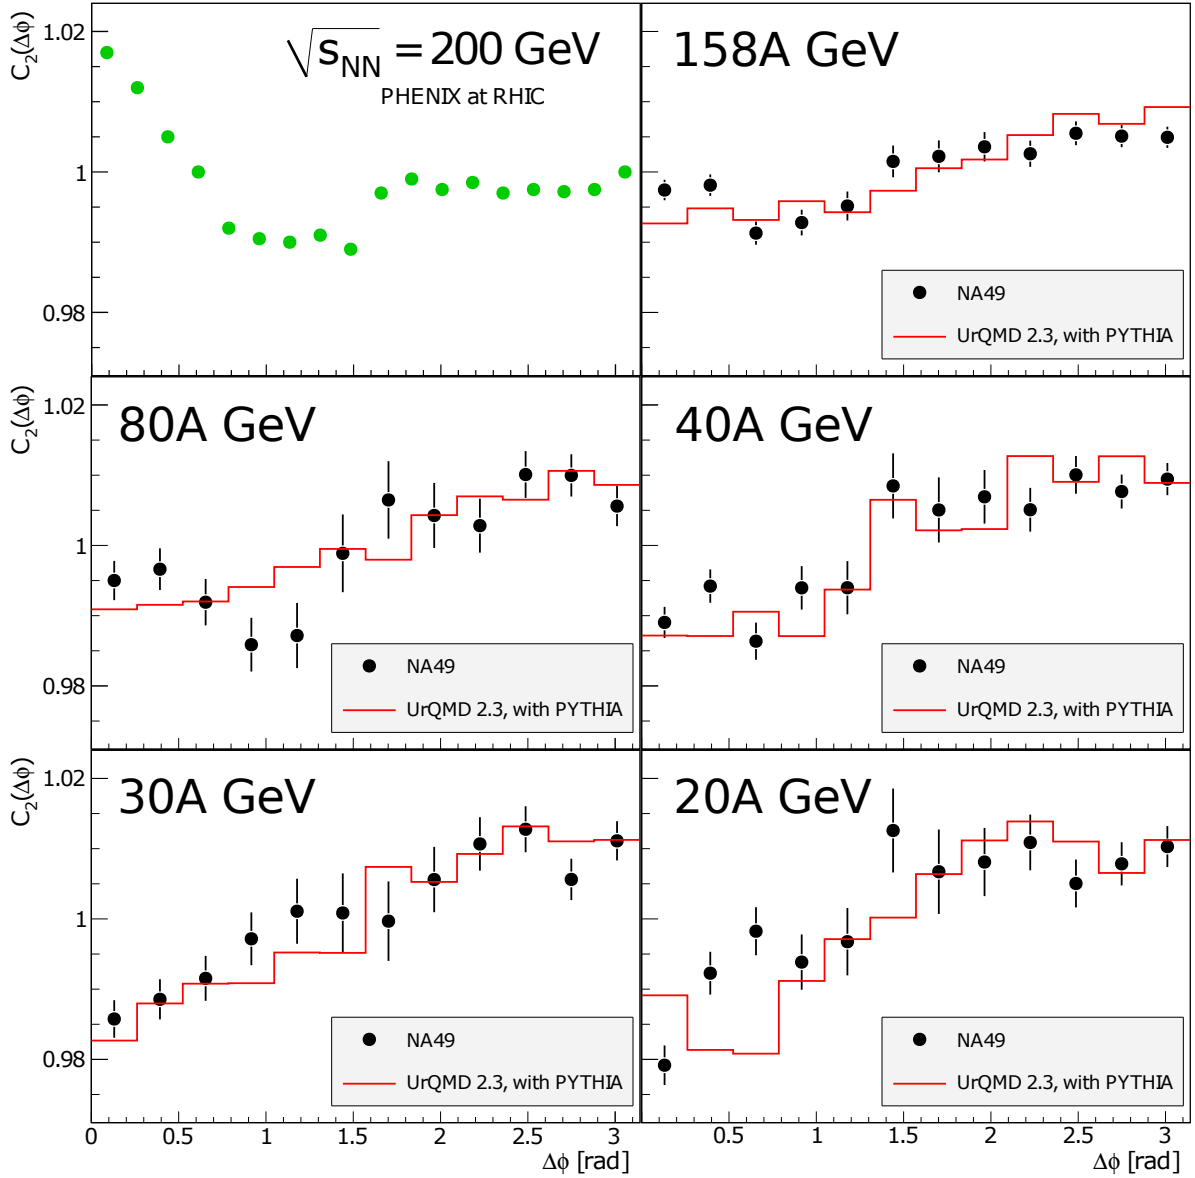 C₂(Δϕ)
1.02
1
0.98
√sNN = 200 GeV
PHENIX at RHIC
158A GeV
NA49
UrQMD 2.3, with PYTHIA
C₂(Δϕ)
1.02
1
0.98
80A GeV
NA49
UrQMD 2.3, with PYTHIA
40A GeV
NA49
UrQMD 2.3, with PYTHIA
C₂(Δϕ)
1.02
1
0.98
30A GeV
NA49
UrQMD 2.3, with PYTHIA
20A GeV
NA49
UrQMD 2.3, with PYTHIA
0 0.5 1 1.5 2 2.5 3
Δϕ [rad]
0.5 1 1.5 2 2.5 3
Δϕ [rad]